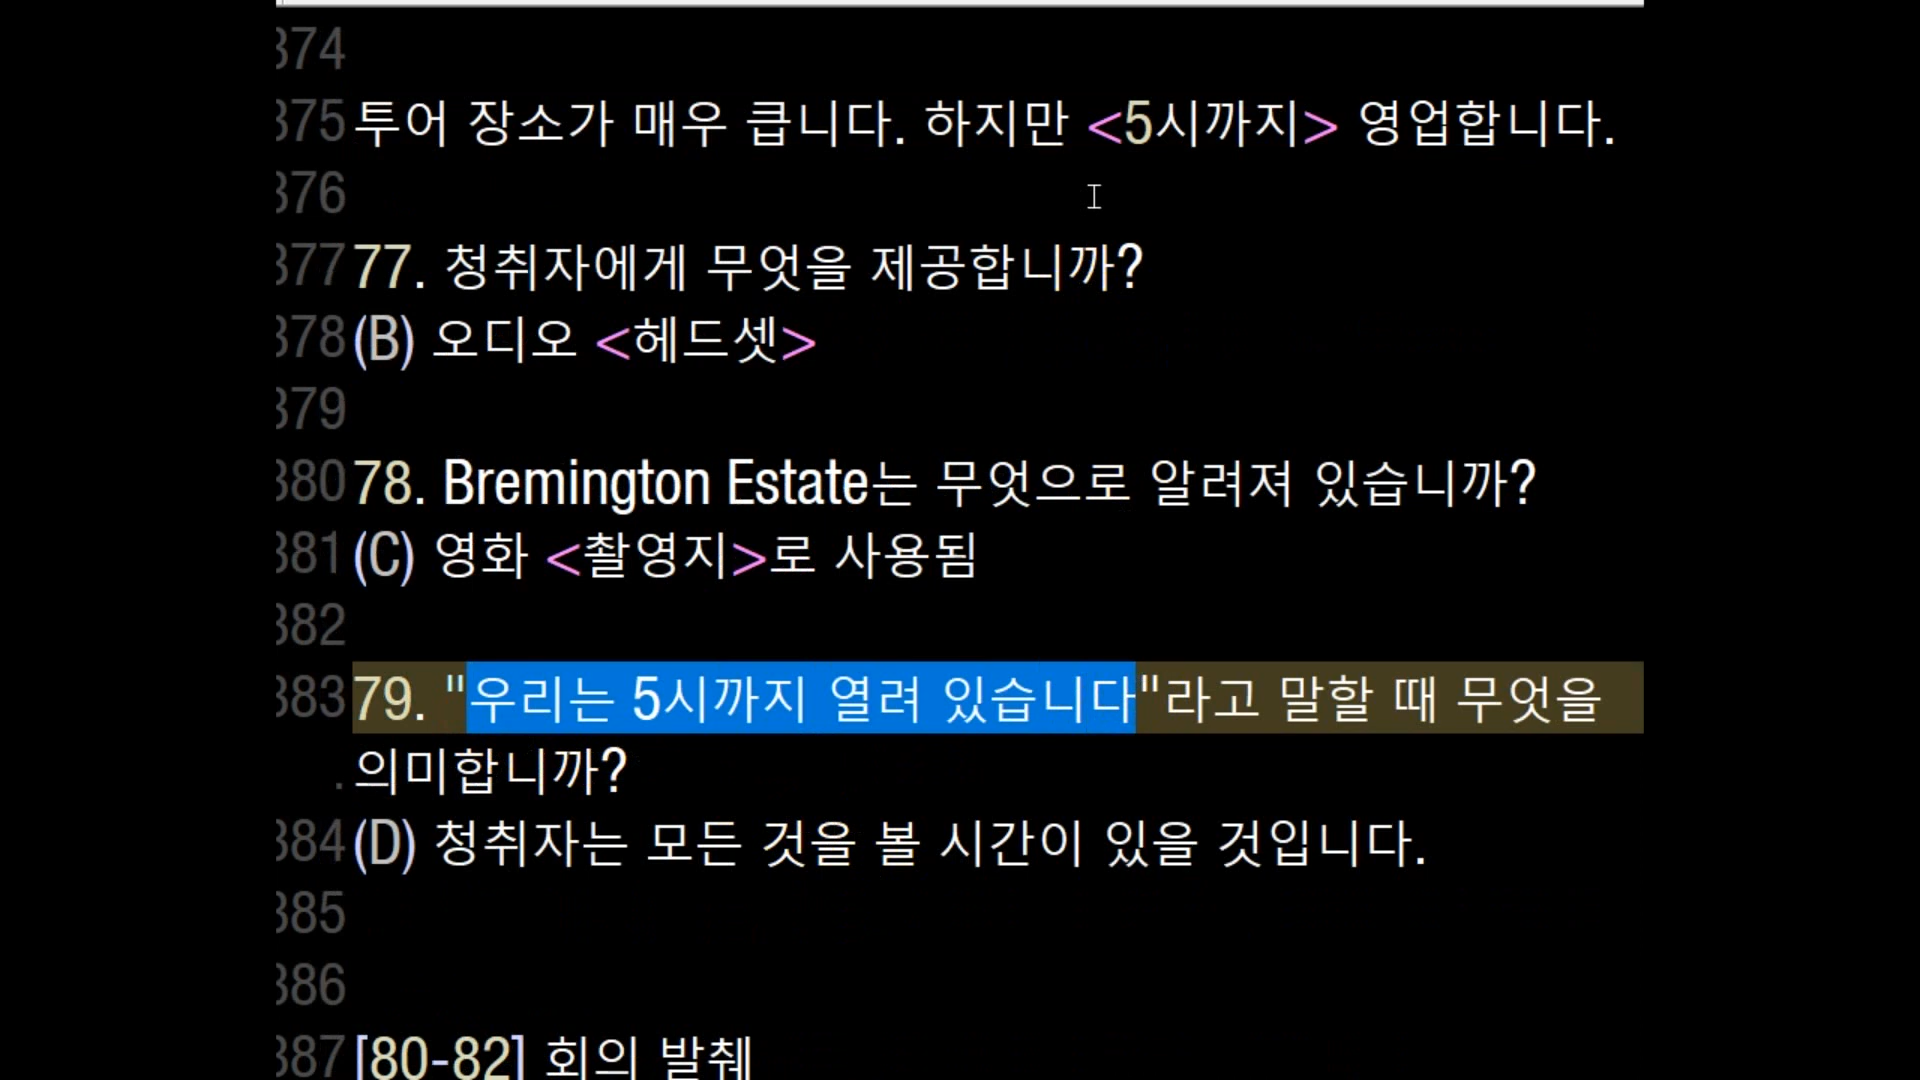 374
375 투어 장소가 매우 큽니다. 하지만 <5시까지> 영업합니다.
376
377 77. 청취자에게 무엇을 제공합니까?
378 (B) 오디오 <헤드셋>
379
380 78. Bremington Estate는 무엇으로 알려져 있습니까?
381 (C) 영화 <촬영지>로 사용됨
382
383 79. "우리는 5시까지 열려 있습니다"라고 말할 때 무엇을
. 의미합니까?
384 (D) 청취자는 모든 것을 볼 시간이 있을 것입니다.
385
386
387 [80-82] 회의 발췌